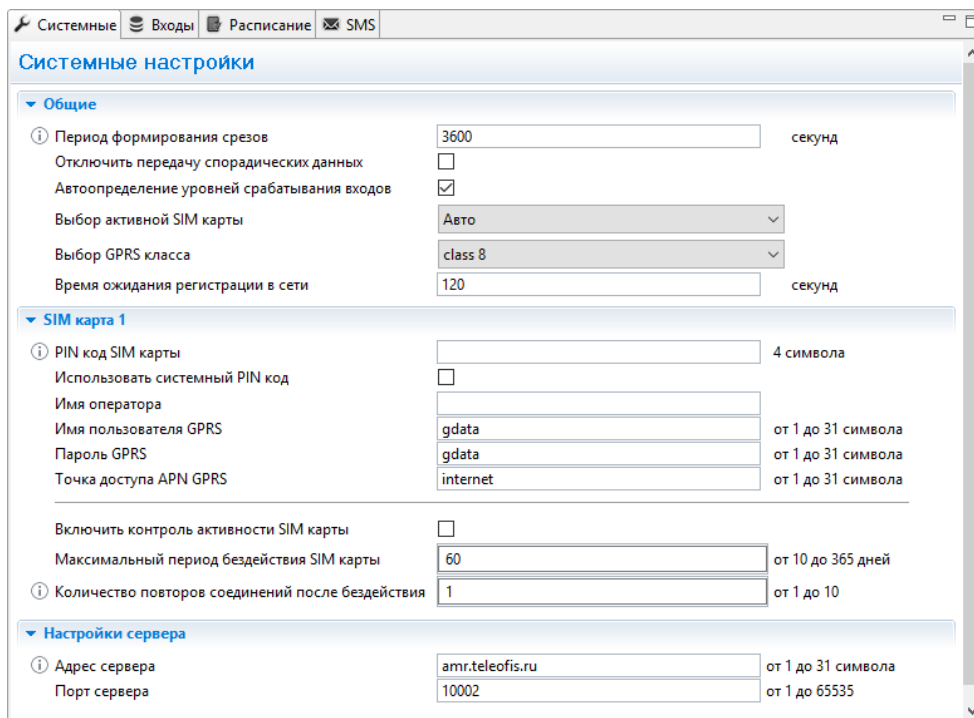 Системные Входы Расписание SMS
Системные настройки
Общие
Период формирования срезов 3600 секунд
Отключить передачу спорадических данных
Автоопределение уровней срабатывания входов
Выбор активной SIM карты Авто
Выбор GPRS класса class 8
Время ожидания регистрации в сети 120 секунд
SIM карта 1
PIN код SIM карты 4 символа
Использовать системный PIN код
Имя оператора
Имя пользователя GPRS gdata от 1 до 31 символа
Пароль GPRS gdata от 1 до 31 символа
Точка доступа APN GPRS internet от 1 до 31 символа
Включить контроль активности SIM карты
Максимальный период бездействия SIM карты 60 от 10 до 365 дней
Количество повторов соединений после бездействия 1 от 1 до 10
Настройки сервера
Адрес сервера amr.teleofis.ru от 1 до 31 символа
Порт сервера 10002 от 1 до 65535